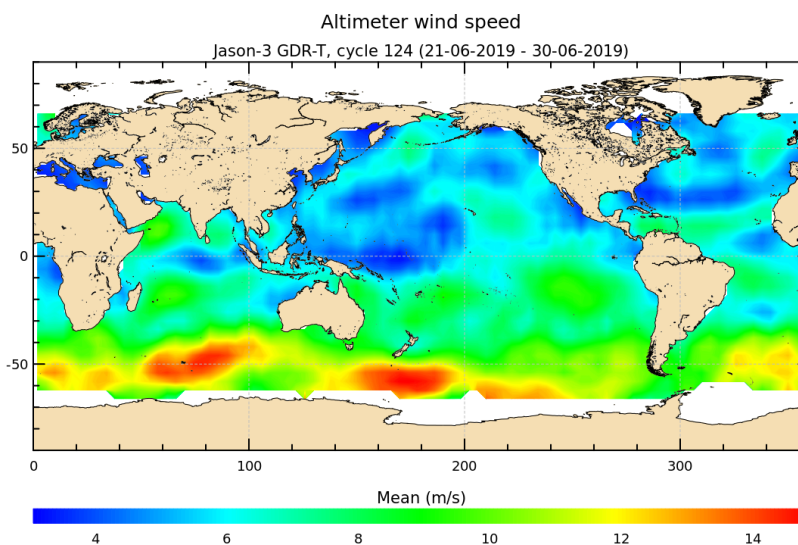 Altimeter wind speed
Jason-3 GDR-T, cycle 124 (21-06-2019 - 30-06-2019)
50
0
-50
0 100 200 300
Mean (m/s)
4 6 8 10 12 14